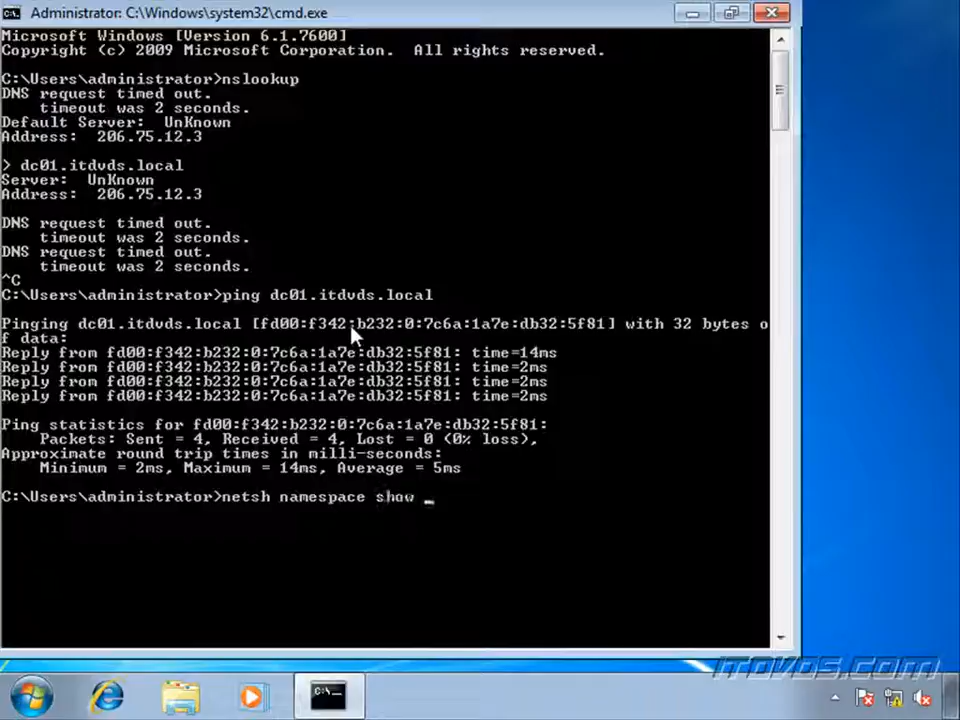 Administrator: C:\Windows\system32\cmd.exe
Microsoft Windows [Version 6.1.7600]
Copyright (c) 2009 Microsoft Corporation.  All rights reserved.
C:\Users\administrator>nslookup
DNS request timed out.
    timeout was 2 seconds.
Default Server:  UnKnown
Address:  206.75.12.3
> dc01.itdvds.local
Server:  UnKnown
Address:  206.75.12.3
DNS request timed out.
    timeout was 2 seconds.
DNS request timed out.
    timeout was 2 seconds.
^C
C:\Users\administrator>ping dc01.itdvds.local
Pinging dc01.itdvds.local [fd00:f342:b232:0:7c6a:1a7e:db32:5f81] with 32 bytes o
f data:
Reply from fd00:f342:b232:0:7c6a:1a7e:db32:5f81: time=14ms
Reply from fd00:f342:b232:0:7c6a:1a7e:db32:5f81: time=2ms
Reply from fd00:f342:b232:0:7c6a:1a7e:db32:5f81: time=2ms
Reply from fd00:f342:b232:0:7c6a:1a7e:db32:5f81: time=2ms
Ping statistics for fd00:f342:b232:0:7c6a:1a7e:db32:5f81:
    Packets: Sent = 4, Received = 4, Lost = 0 (0% loss),
Approximate round trip times in milli-seconds:
    Minimum = 2ms, Maximum = 14ms, Average = 5ms
C:\Users\administrator>netsh namespace show _
ITDVDS.COM
C:\_